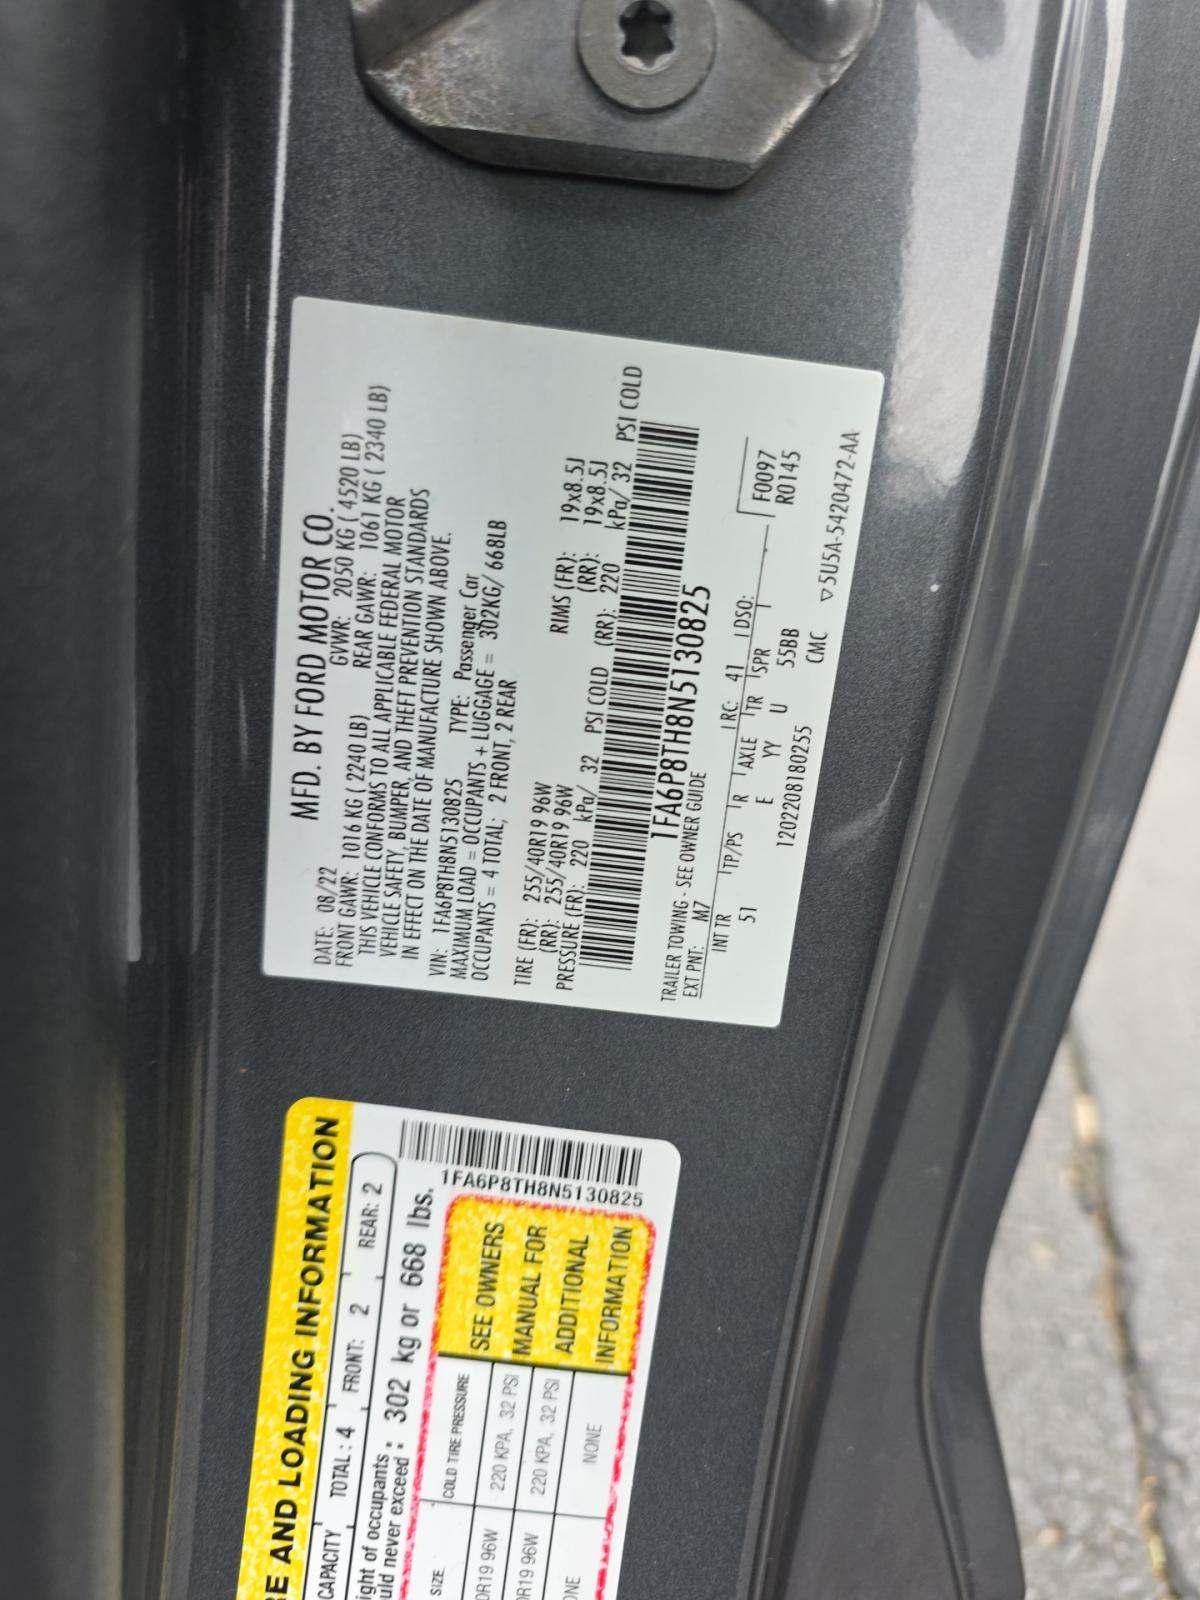 MFD. BY FORD MOTOR CO.
DATE: 08/22 GVWR: 2050 KG ( 4520 LB)
FRONT GAWR: 1016 KG ( 2240 LB) REAR GAWR: 1061 KG ( 2340 LB)
THIS VEHICLE CONFORMS TO ALL APPLICABLE FEDERAL MOTOR
VEHICLE SAFETY, BUMPER, AND THEFT PREVENTION STANDARDS
IN EFFECT ON THE DATE OF MANUFACTURE SHOWN ABOVE.
VIN: 1FA6P8TH8N5130825 TYPE: Passenger Car
MAXIMUM LOAD = OCCUPANTS + LUGGAGE = 302KG/ 668LB
OCCUPANTS = 4 TOTAL; 2 FRONT, 2 REAR
TIRE (FR): 255/40R19 96W RIMS (FR): 19x8.5J
(RR): 255/40R19 96W (RR): 19x8.5J
PRESSURE (FR): 220 kPa/ 32 PSI COLD (RR): 220 kPa/ 32 PSI COLD
1FA6P8TH8N5130825
TRAILER TOWING - SEE OWNER GUIDE
EXT PNT: M7 RC: 41 DSO: F0097
R0145
INT TR TP/PS R AXLE TR SPR
51 E YY U 55BB
1202208180255 CMC ▽5U5A-5420472-AA
RE AND LOADING INFORMATION
CAPACITY TOTAL : 4 FRONT: 2 REAR: 2
ight of occupants
uld never exceed : 302 kg or 668 lbs.
1FA6P8TH8N5130825
SIZE COLD TIRE PRESSURE
0R19 96W 220 KPA, 32 PSI
0R19 96W 220 KPA, 32 PSI
ONE NONE
SEE OWNERS
MANUAL FOR
ADDITIONAL
INFORMATION